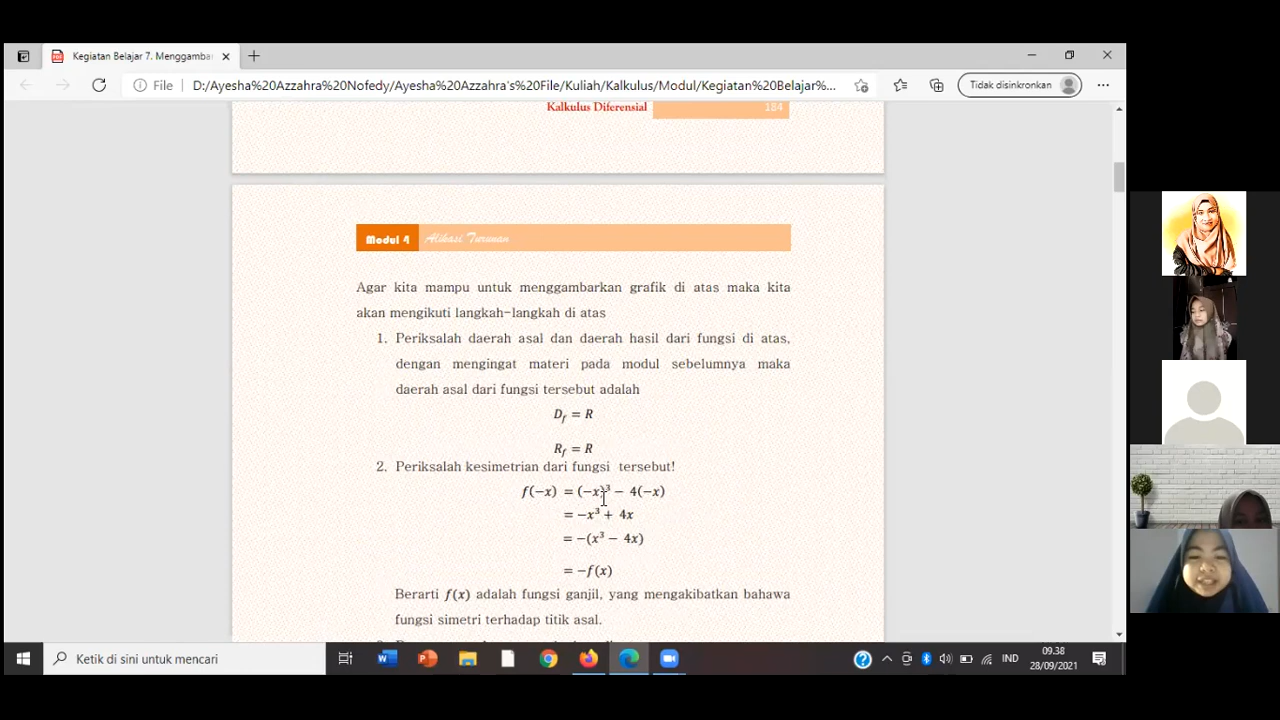 Kegiatan Belajar 7. Menggamba
File
D:/Ayesha%20Azzahra%20Nofedy/Ayesha%20Azzahra's%20File/Kuliah/Kalkulus/Modul/Kegiatan%20Belajar%...
Tidak disinkronkan
Kalkulus Diferensial 184
Modul 4 Alikasi Turunan
Agar kita mampu untuk menggambarkan grafik di atas maka kita
akan mengikuti langkah-langkah di atas
1. Periksalah daerah asal dan daerah hasil dari fungsi di atas,
dengan mengingat materi pada modul sebelumnya maka
daerah asal dari fungsi tersebut adalah
D_f = R
R_f = R
2. Periksalah kesimetrian dari fungsi tersebut!
f(−x) = (−x)³ − 4(−x)
= −x³ + 4x
= −(x³ − 4x)
= −f(x)
Berarti f(x) adalah fungsi ganjil, yang mengakibatkan bahawa
fungsi simetri terhadap titik asal.
Ketik di sini untuk mencari
IND
09.38
28/09/2021